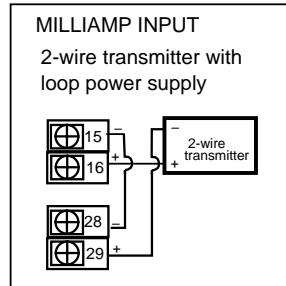 MILLIAMP INPUT
2-wire transmitter with
loop power supply
15 −
16 +
− 2-wire
+ transmitter
28 −
29 +